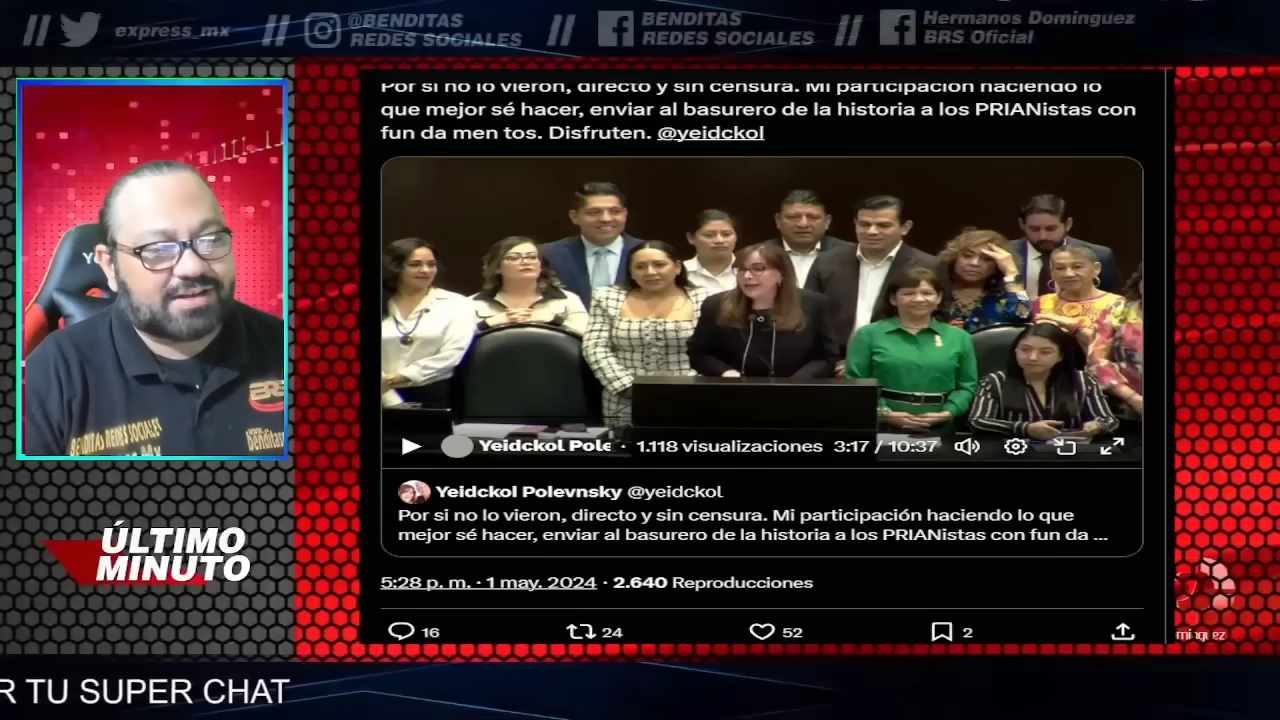 express_mx
@BENDITAS
REDES SOCIALES
BENDITAS
REDES SOCIALES
Hermanos Dominguez
BRS Oficial
Por si no lo vieron, directo y sin censura. Mi participación haciendo lo
que mejor sé hacer, enviar al basurero de la historia a los PRIANistas con
fun da men tos. Disfruten. @yeidckol
BENDITAS REDES SOCIALES
Yeidckol Pole · 1.118 visualizaciones 3:17 / 10:37
Yeidckol Polevnsky @yeidckol
Por si no lo vieron, directo y sin censura. Mi participación haciendo lo que
mejor sé hacer, enviar al basurero de la historia a los PRIANistas con fun da ...
5:28 p. m. · 1 may. 2024 · 2.640 Reproducciones
16 24 52 2
ÚLTIMO
MINUTO
R TU SUPER CHAT